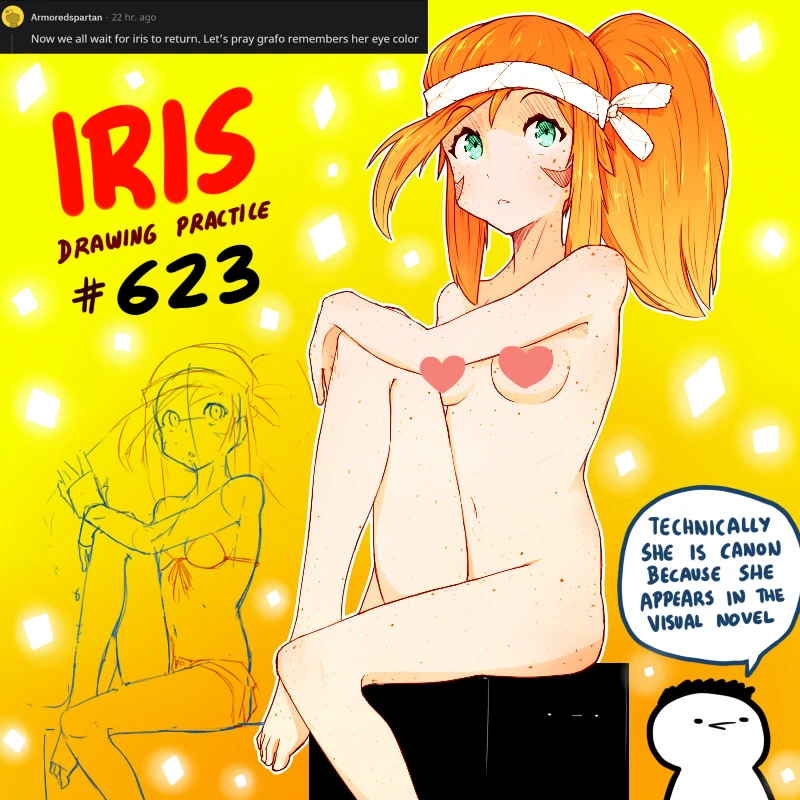 Armoredspartan · 22 hr. ago
Now we all wait for iris to return. Let's pray grafo remembers her eye color
IRIS
DRAWING PRACTICE
#623
TECHNICALLY
SHE IS CANON
BECAUSE SHE
APPEARS IN THE
VISUAL NOVEL